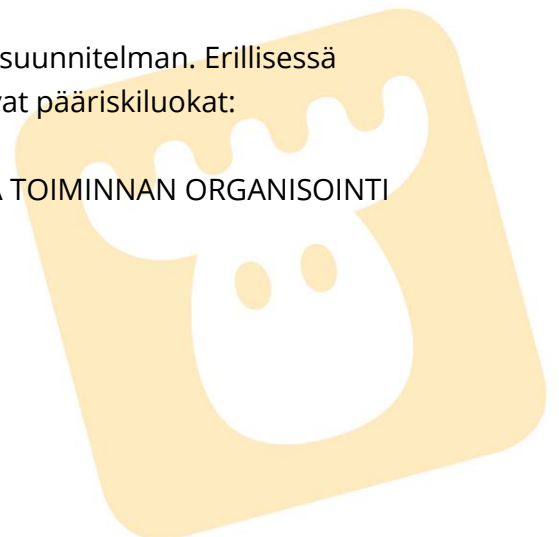 suunnitelman. Erillisessä
vat pääriskiluokat:
Ä TOIMINNAN ORGANISOINTI